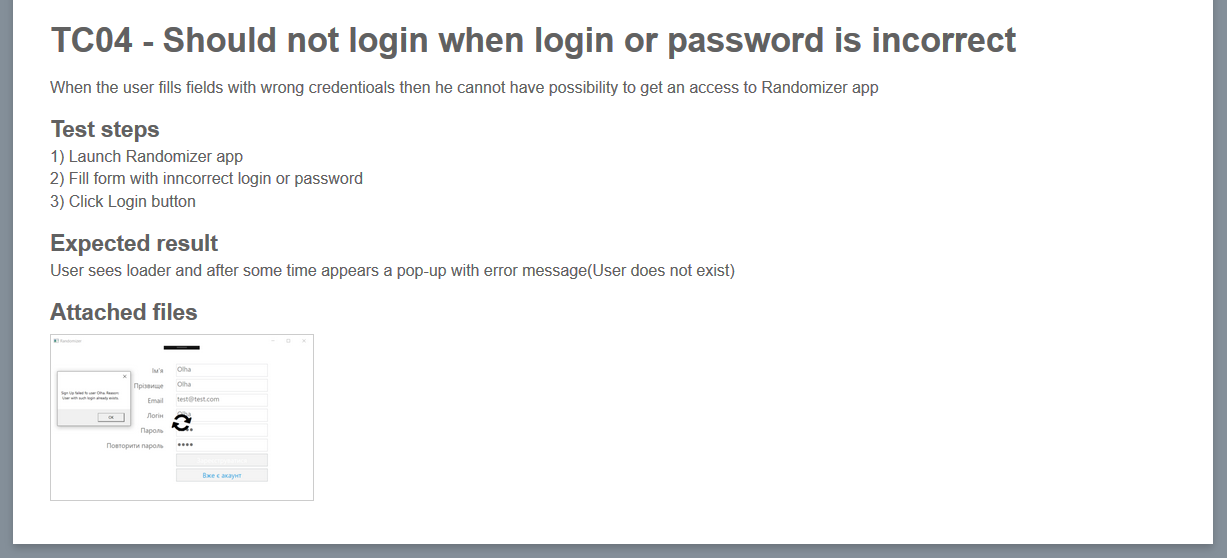 TC04 - Should not login when login or password is incorrect
When the user fills fields with wrong credentioals then he cannot have possibility to get an access to Randomizer app
Test steps
1) Launch Randomizer app
2) Fill form with inncorrect login or password
3) Click Login button
Expected result
User sees loader and after some time appears a pop-up with error message(User does not exist)
Attached files
Randomizer
Ім'я Olha
Прізвище Olha
Sign Up failed fo user Olha Reason:
User with such login already exists.
Email test@test.com
Логін
OK
Пароль
Повторити пароль
Вже є акаунт